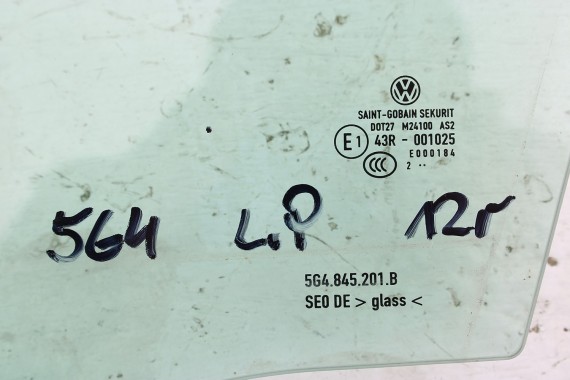 VW
SAINT-GOBAIN SEKURIT
DOT27 M24100 AS2
E1 43R - 001025
E000184
CCC 2 ··
5G4 L.P 12r
5G4.845.201.B
SEO DE > glass <